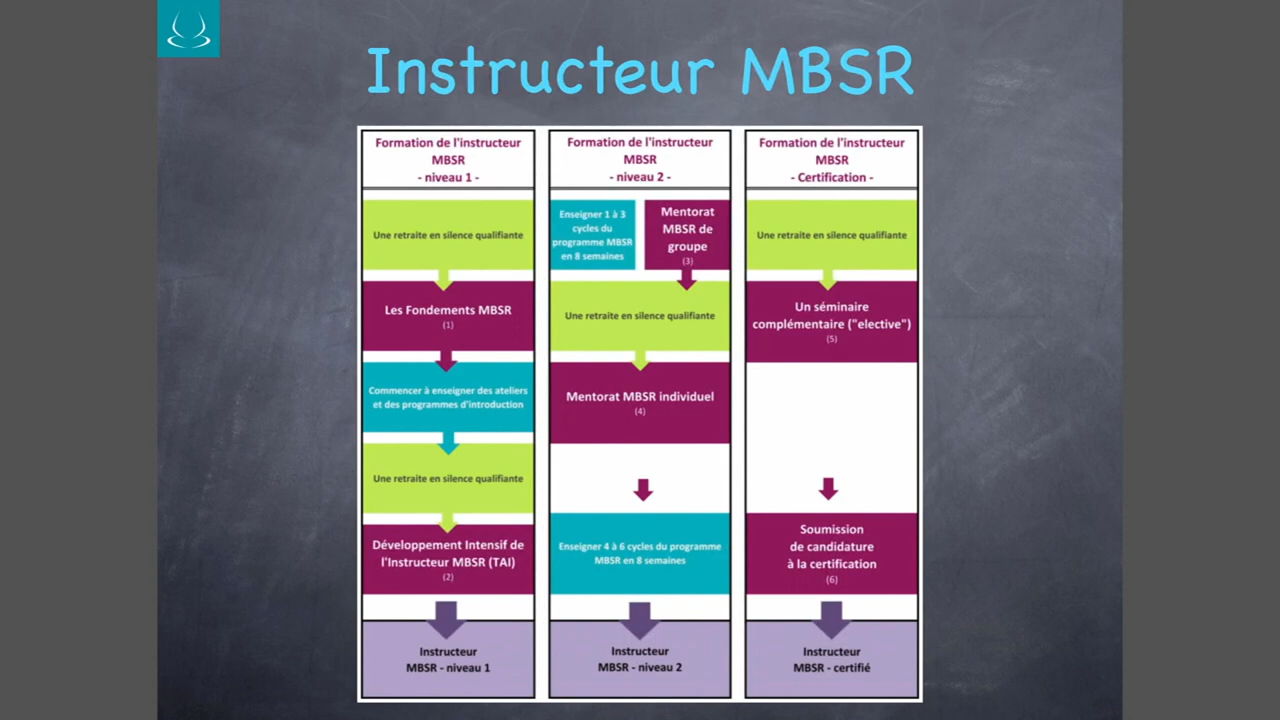 Instructeur MBSR
Formation de l'instructeur
MBSR
- niveau 1 -
Une retraite en silence qualifiante
Les Fondements MBSR
(1)
Commencer à enseigner des ateliers
et des programmes d'introduction
Une retraite en silence qualifiante
Développement Intensif de
l'Instructeur MBSR (TAI)
(2)
Instructeur
MBSR - niveau 1
Formation de l'instructeur
MBSR
- niveau 2 -
Enseigner 1 à 3
cycles du
programme MBSR
en 8 semaines
Mentorat
MBSR de
groupe
(3)
Une retraite en silence qualifiante
Mentorat MBSR individuel
(4)
Enseigner 4 à 6 cycles du programme
MBSR en 8 semaines
Instructeur
MBSR - niveau 2
Formation de l'instructeur
MBSR
- Certification -
Une retraite en silence qualifiante
Un séminaire
complémentaire ("elective")
(5)
Soumission
de candidature
à la certification
(6)
Instructeur
MBSR - certifié